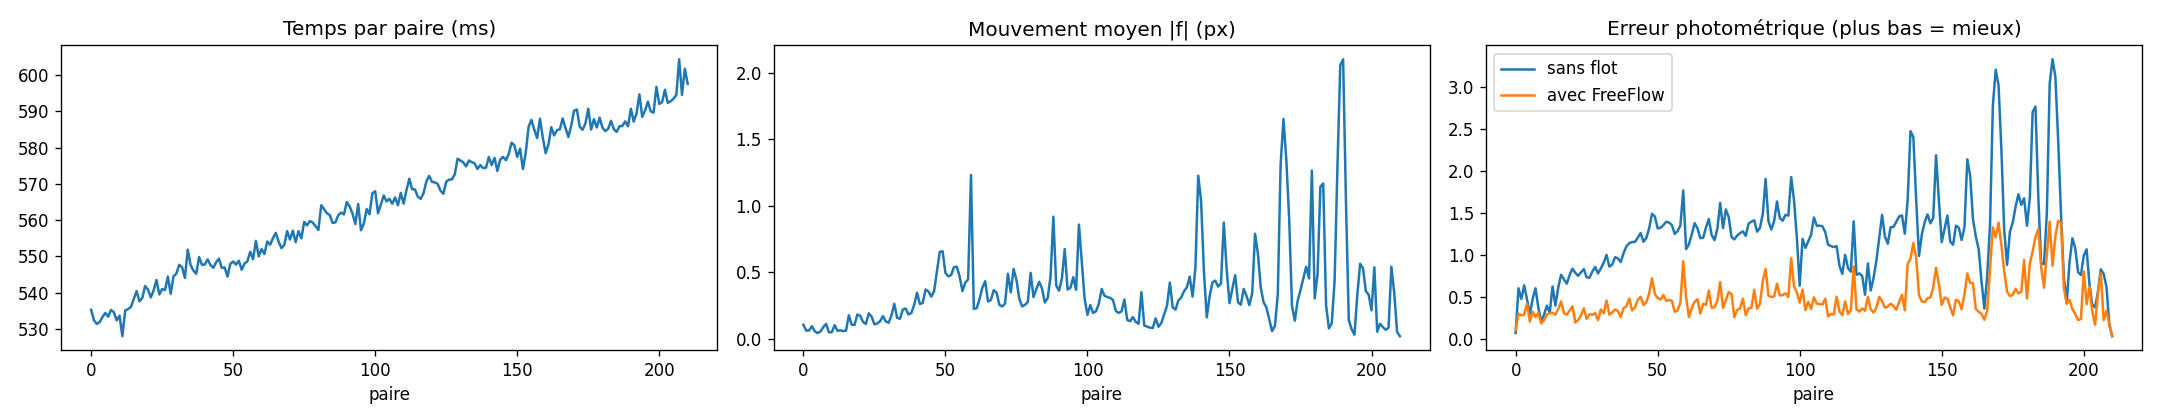 Temps par paire (ms)
600
590
580
570
560
550
540
530
0 50 100 150 200
paire
Mouvement moyen |f| (px)
2.0
1.5
1.0
0.5
0.0
0 50 100 150 200
paire
Erreur photométrique (plus bas = mieux)
sans flot
avec FreeFlow
3.0
2.5
2.0
1.5
1.0
0.5
0.0
0 50 100 150 200
paire